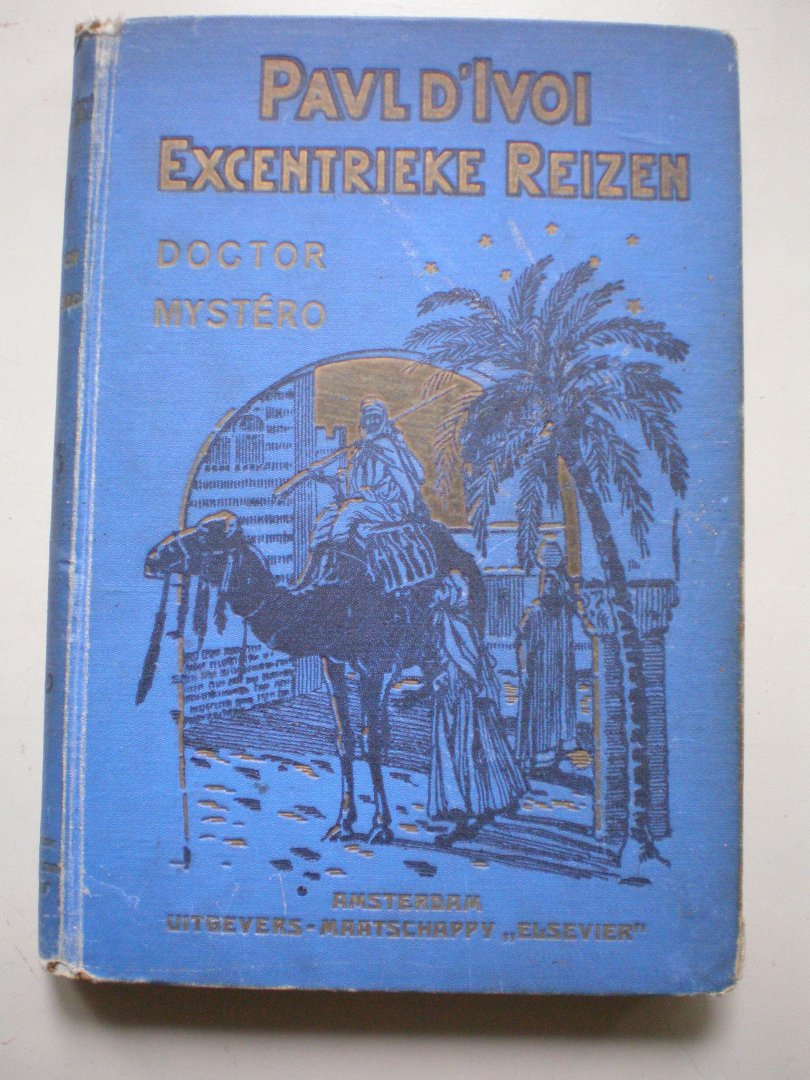 PAVL D'IVOI
EXCENTRIEKE REIZEN
DOCTOR
MYSTÉRO
AMSTERDAM
UITGEVERS-MAATSCHAPPY „ELSEVIER"